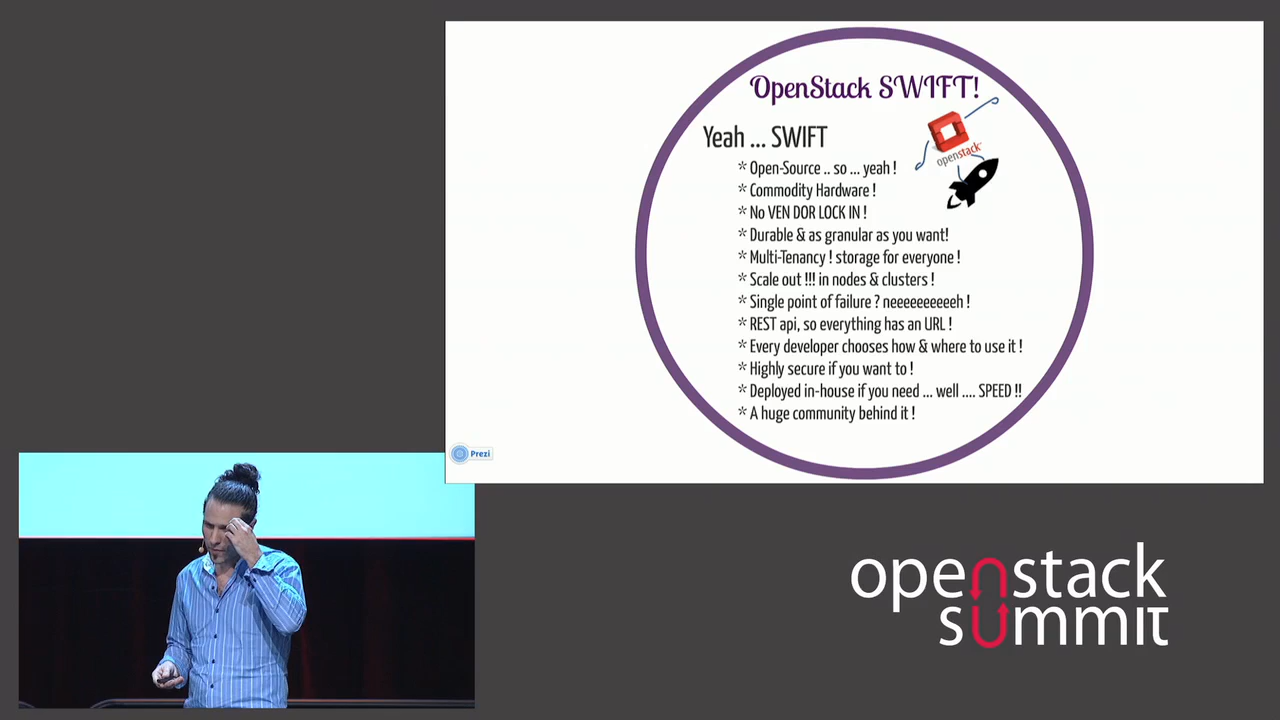 OpenStack SWIFT!
Yeah ... SWIFT
openstack
* Open-Source .. so ... yeah !
* Commodity Hardware !
* No VEN DOR LOCK IN !
* Durable & as granular as you want!
* Multi-Tenancy ! storage for everyone !
* Scale out !!! in nodes & clusters !
* Single point of failure ? neeeeeeeeeeh !
* REST api, so everything has an URL !
* Every developer chooses how & where to use it !
* Highly secure if you want to !
* Deployed in-house if you need ... well .... SPEED !!
* A huge community behind it !
Prezi
openstack
summit